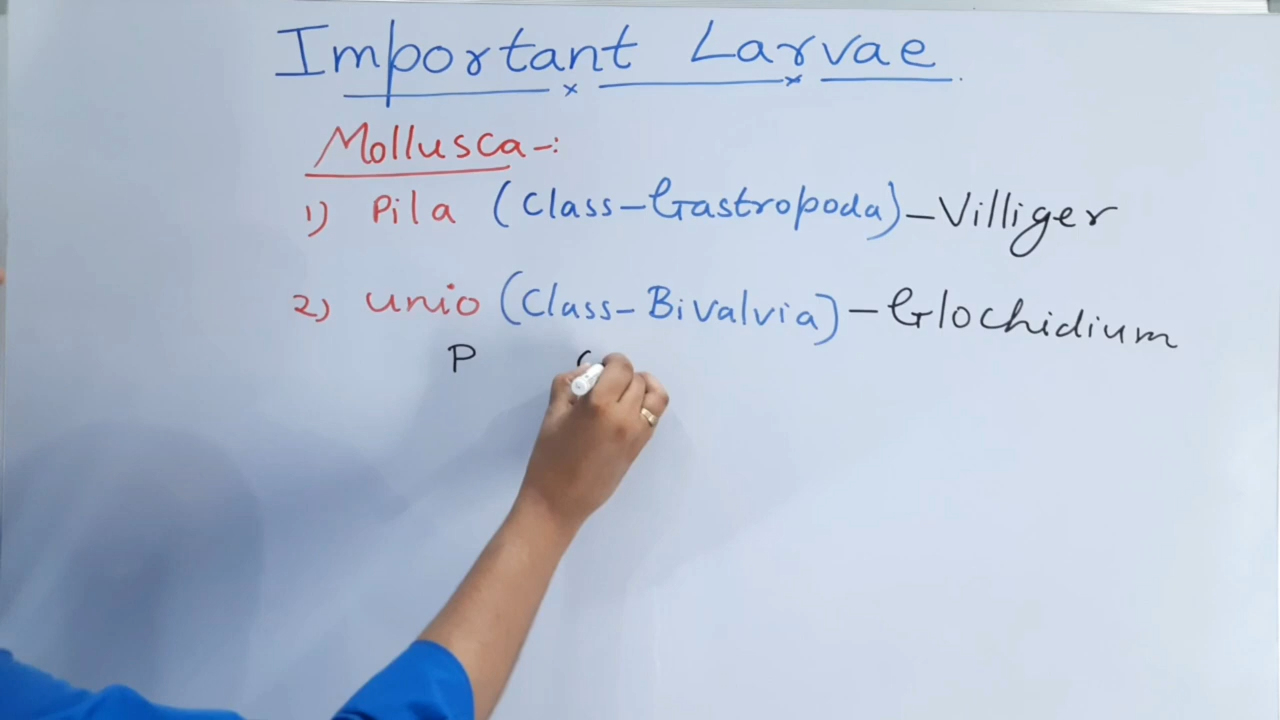 Important Larvae
Mollusca-:
1) Pila (Class-Gastropoda)-Villiger
2) unio (Class-Bivalvia)-Glochidium
P